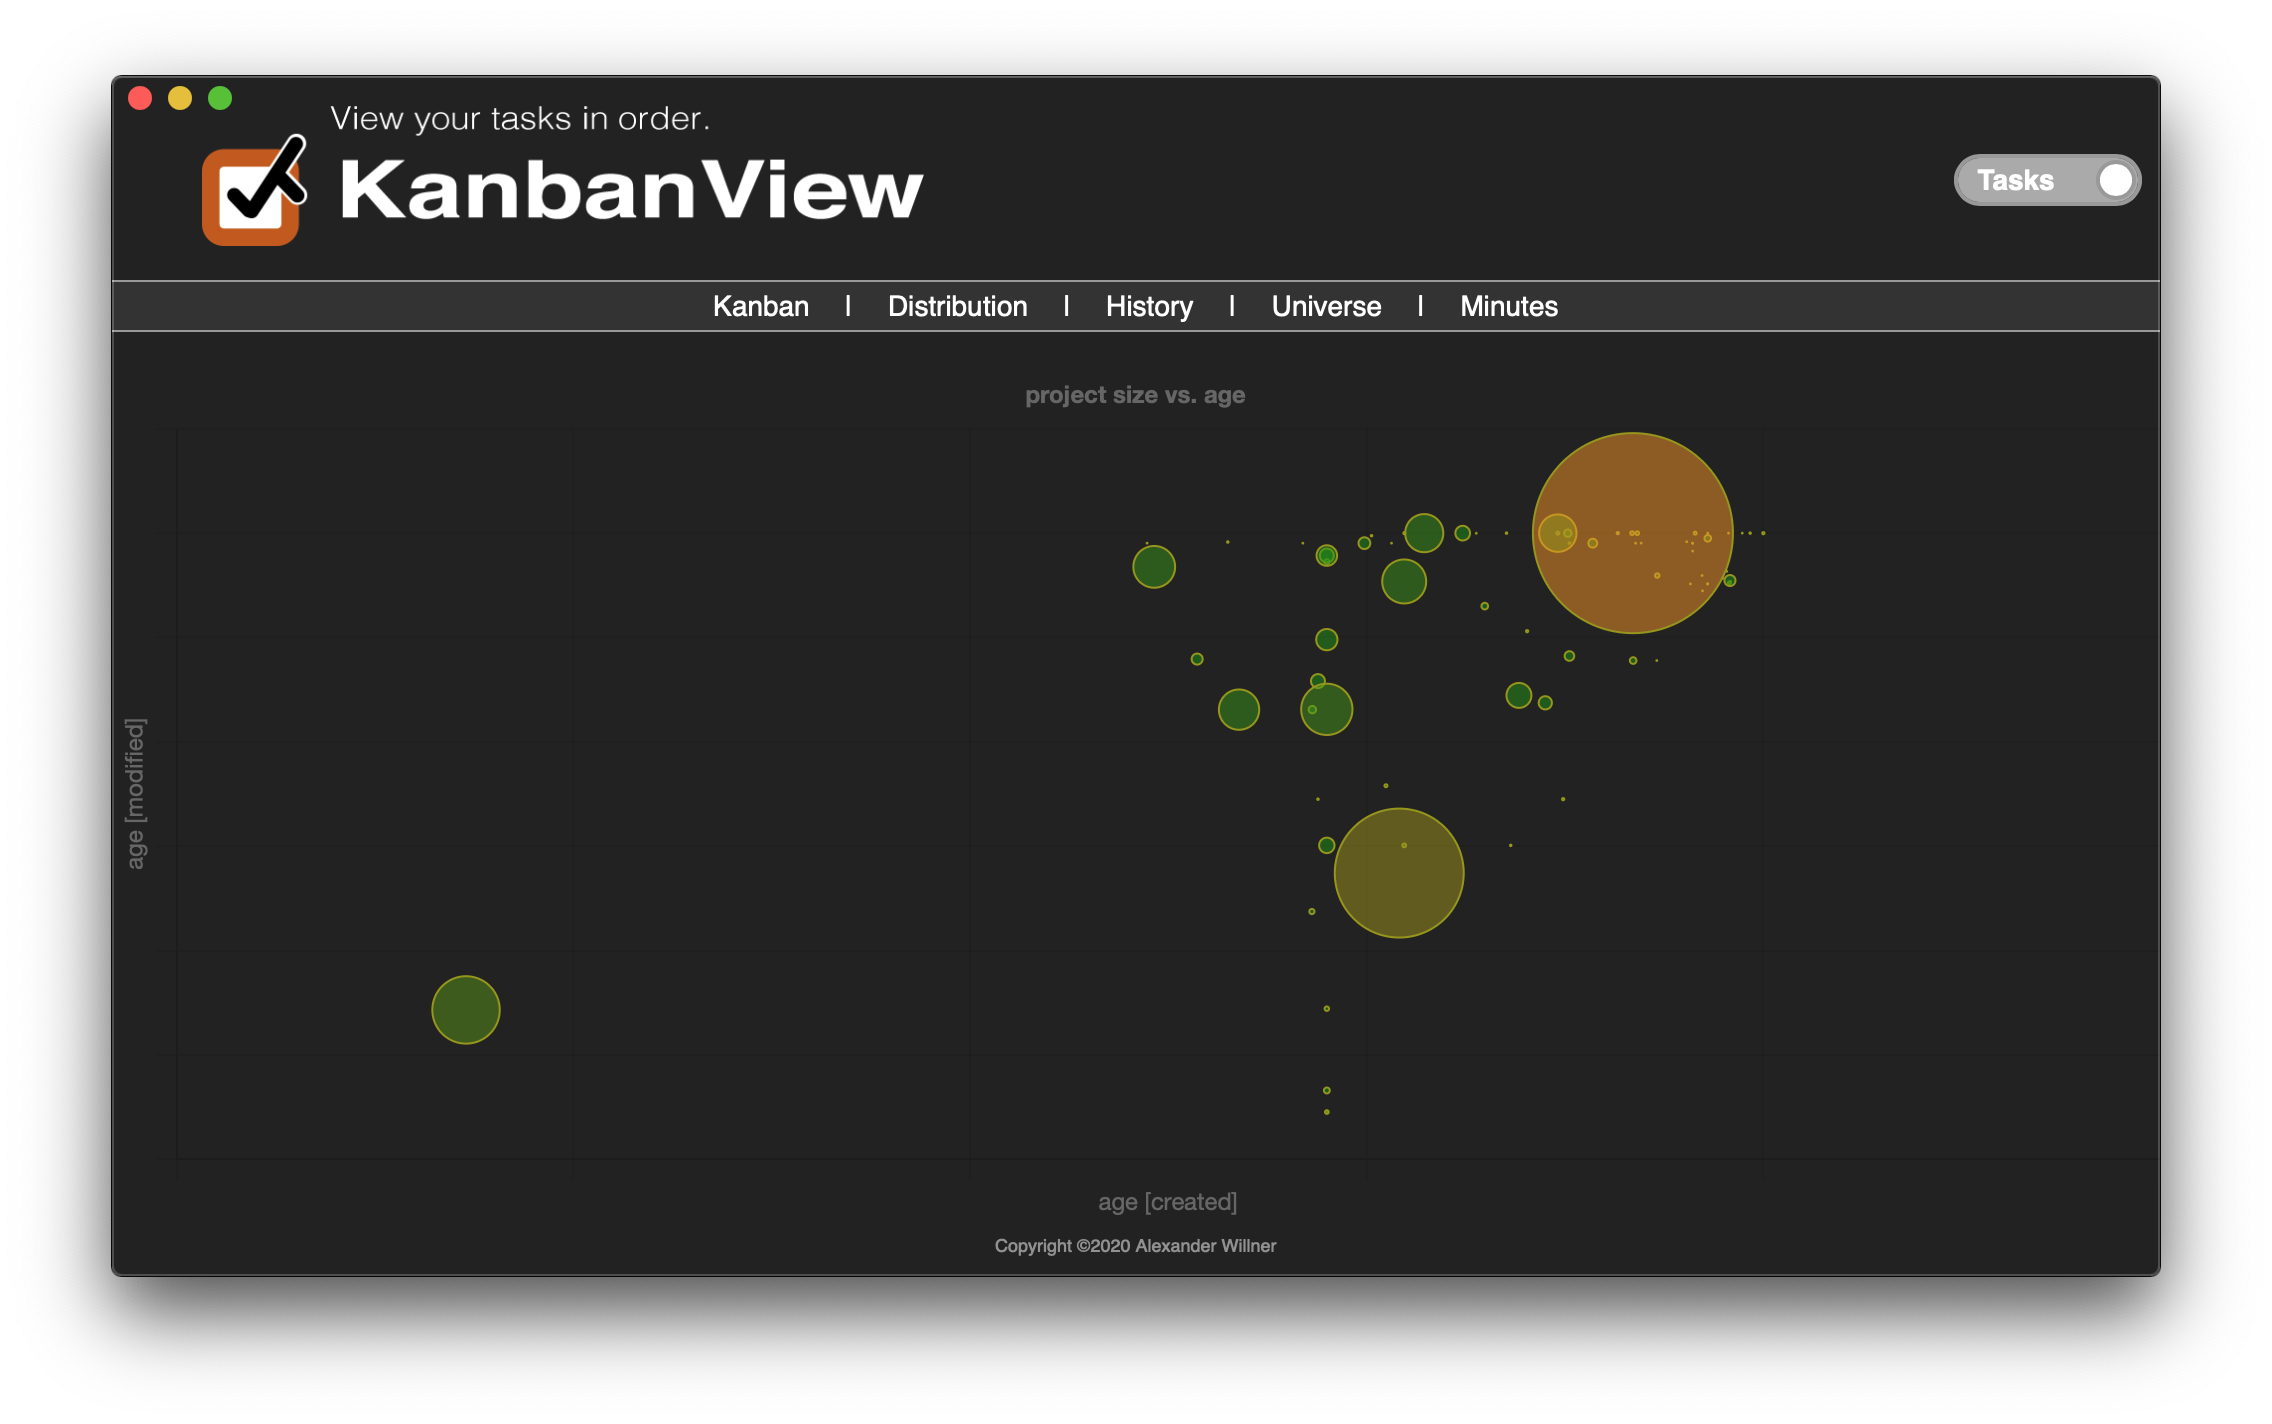 View your tasks in order.
KanbanView
Tasks
Kanban | Distribution | History | Universe | Minutes
project size vs. age
age [modified]
age [created]
Copyright ©2020 Alexander Willner